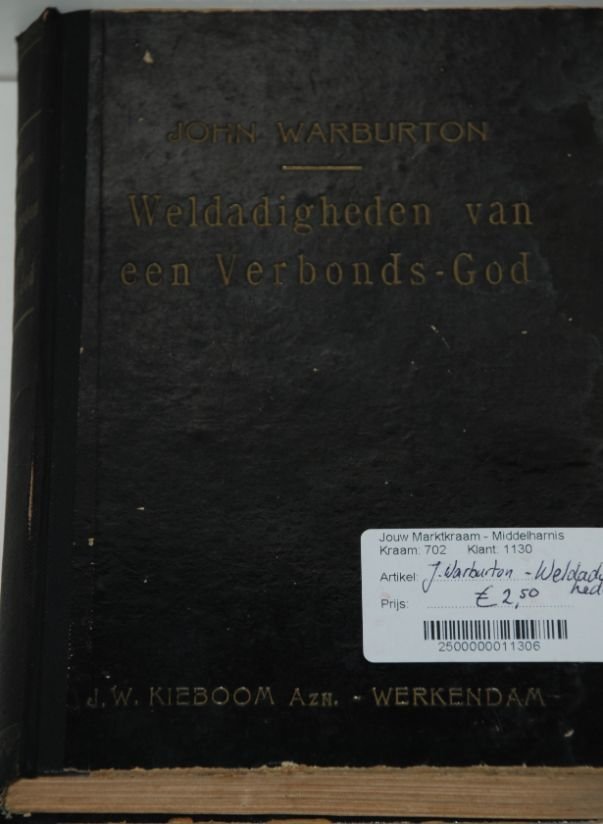 JOHN WARBURTON
Weldadigheden van
een Verbonds-God
Jouw Marktkraam - Middelharnis
Kraam: 702 Klant: 1130
Artikel: J. Warburton - Weldadig
hed
Prijs: € 2,50
2500000011306
J. W. KIEBOOM AZN. - WERKENDAM